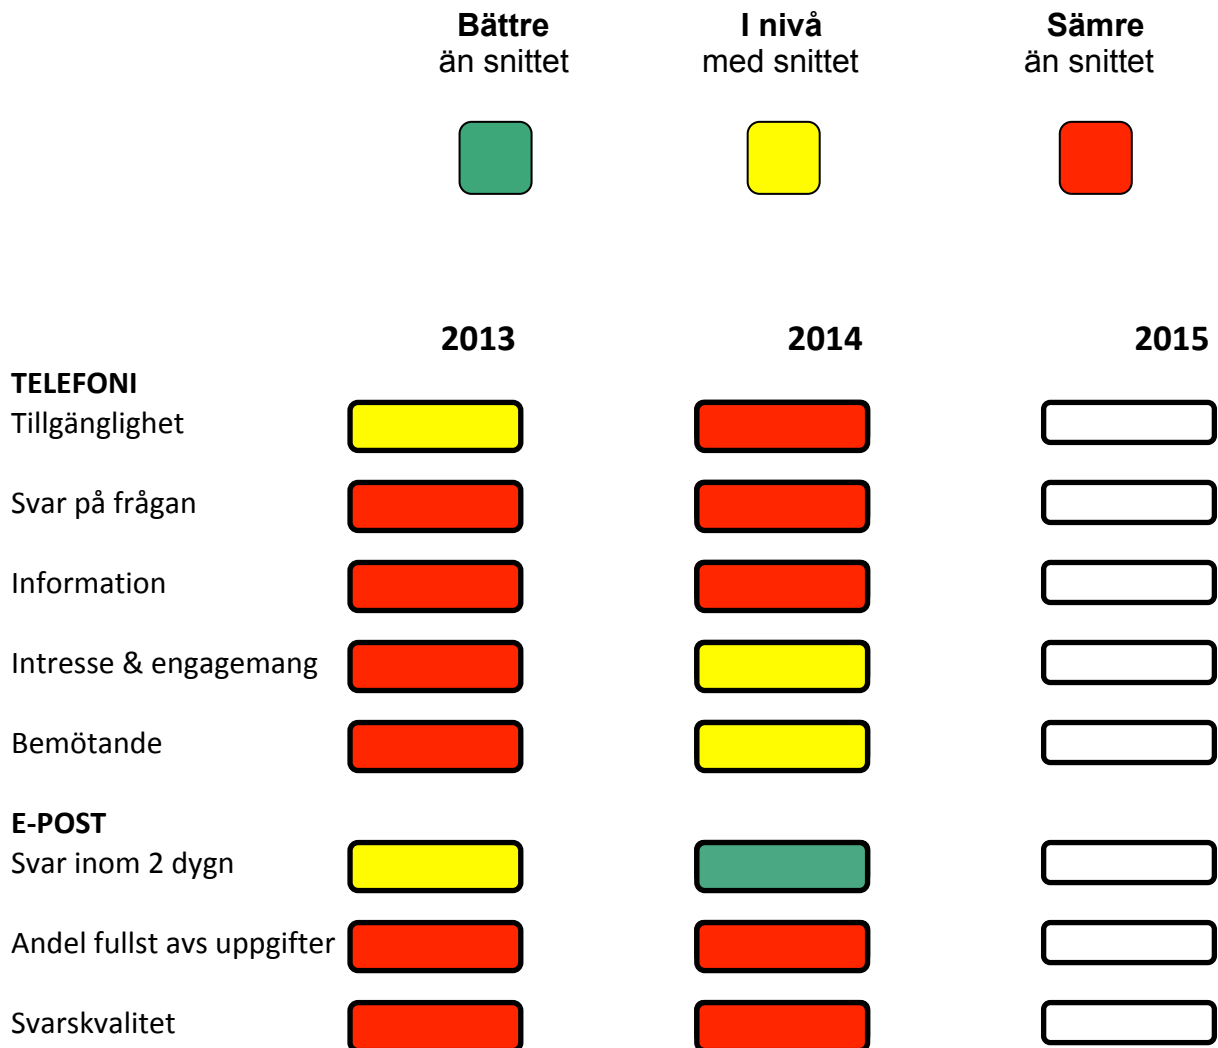 Bättre
än snittet
I nivå
med snittet
Sämre
än snittet
2013 2014 2015
TELEFONI
Tillgänglighet
Svar på frågan
Information
Intresse & engagemang
Bemötande
E-POST
Svar inom 2 dygn
Andel fullst avs uppgifter
Svarskvalitet